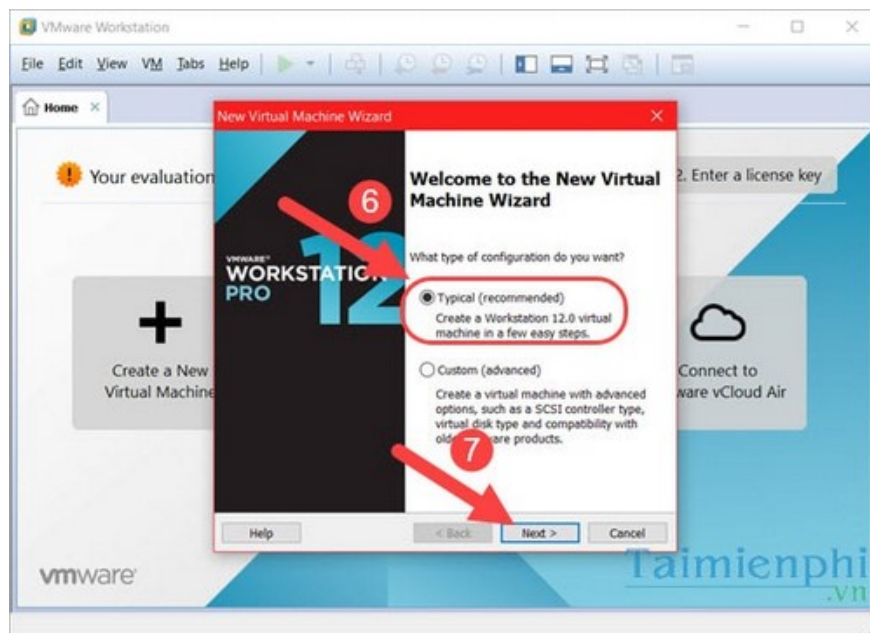 VMware Workstation
File Edit View VM Tabs Help
Home
New Virtual Machine Wizard
Your evaluation
2. Enter a license key
Welcome to the New Virtual
Machine Wizard
6
What type of configuration do you want?
VMWARE®
WORKSTATION
PRO
12
Typical (recommended)
Create a Workstation 12.0 virtual
machine in a few easy steps.
Create a New
Virtual Machine
Connect to
ware vCloud Air
Custom (advanced)
Create a virtual machine with advanced
options, such as a SCSI controller type,
virtual disk type and compatibility with
products.
7
Help
< Back
Next >
Cancel
vmware
Taimienphi
.vn